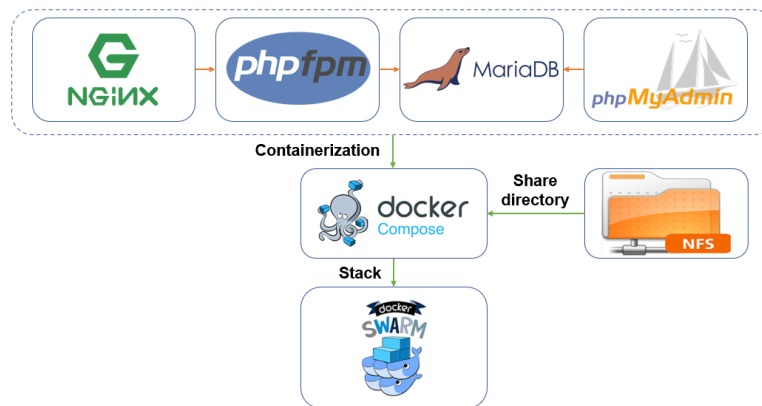 NGiNX
phpfpm
MariaDB
phpMyAdmin
Containerization
docker
Compose
Share
directory
NFS
Stack
docker
SWARM